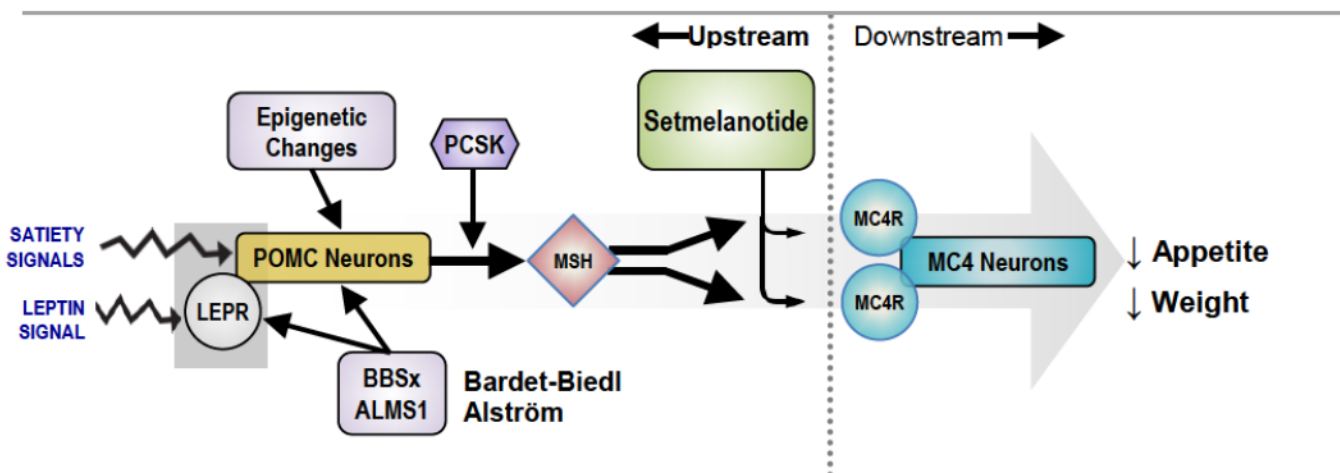 Upstream
Downstream
Setmelanotide
Epigenetic
Changes
PCSK
SATIETY
SIGNALS
POMC Neurons
MSH
MC4R
MC4 Neurons
↓ Appetite
LEPTIN
SIGNAL
LEPR
MC4R
↓ Weight
BBSx
ALMS1
Bardet-Biedl
Alström